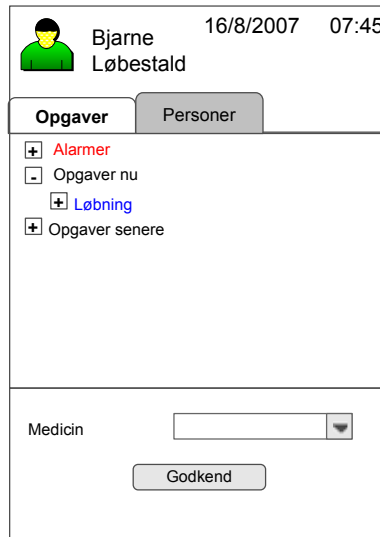 Bjarne 16/8/2007 07:45
Løbestald
Opgaver Personer
+ Alarmer
- Opgaver nu
+ Løbning
+ Opgaver senere
Medicin
Godkend